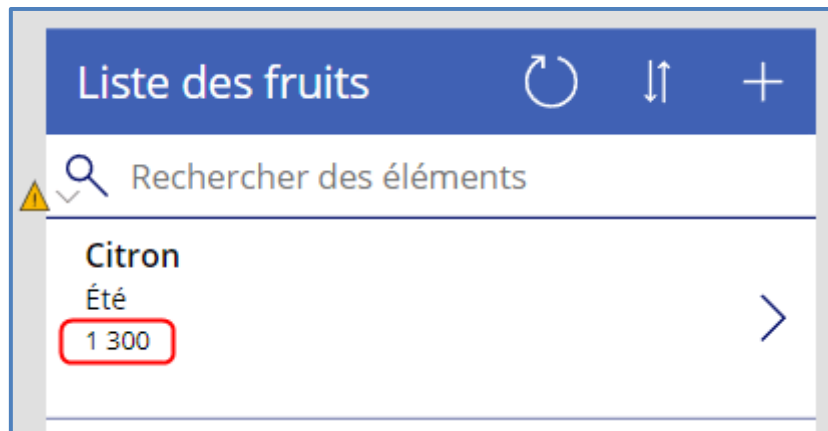 Liste des fruits
Rechercher des éléments
Citron
Été
1 300